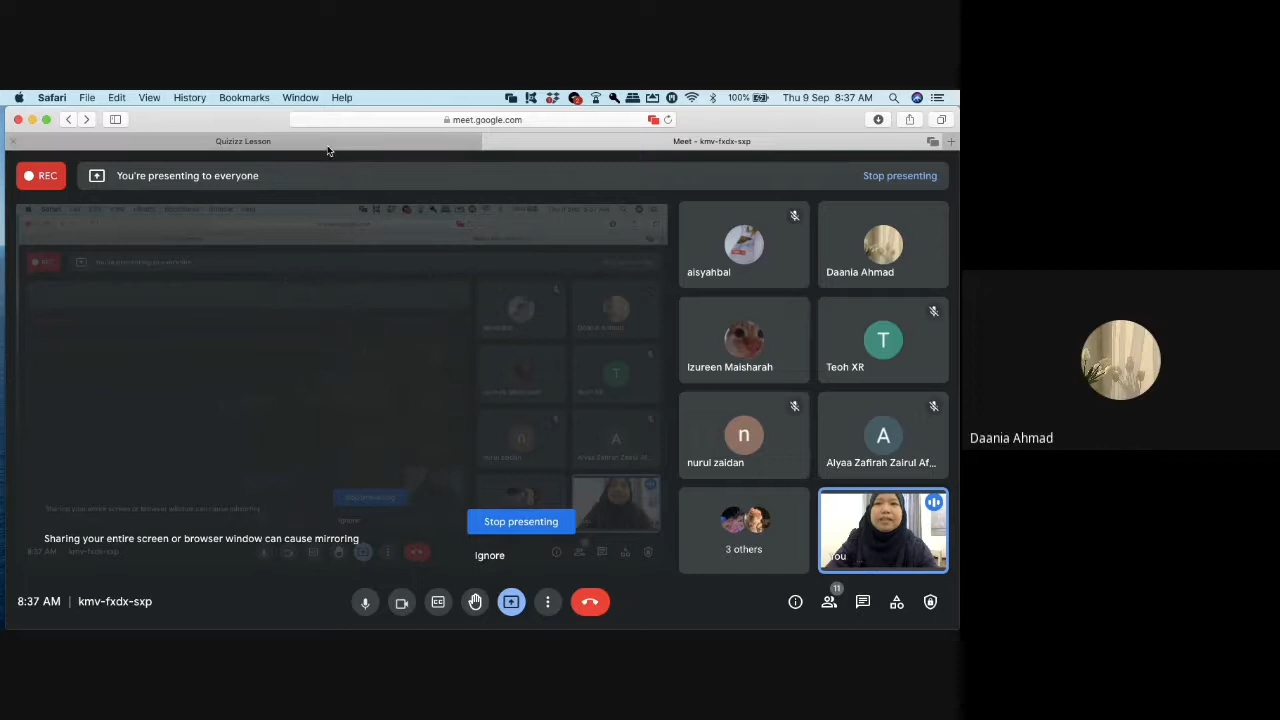 Safari File Edit View History Bookmarks Window Help 100% Thu 9 Sep 8:37 AM
meet.google.com
Quizizz Lesson Meet - kmv-fxdx-sxp
REC You're presenting to everyone Stop presenting
aisyahbal Daania Ahmad
Izureen Maisharah Teoh XR
nurul zaidan Alyaa Zafirah Zairul Af...
Daania Ahmad
Stop presenting
Sharing your entire screen or browser window can cause mirroring
Ignore
3 others You
8:37 AM | kmv-fxdx-sxp 11